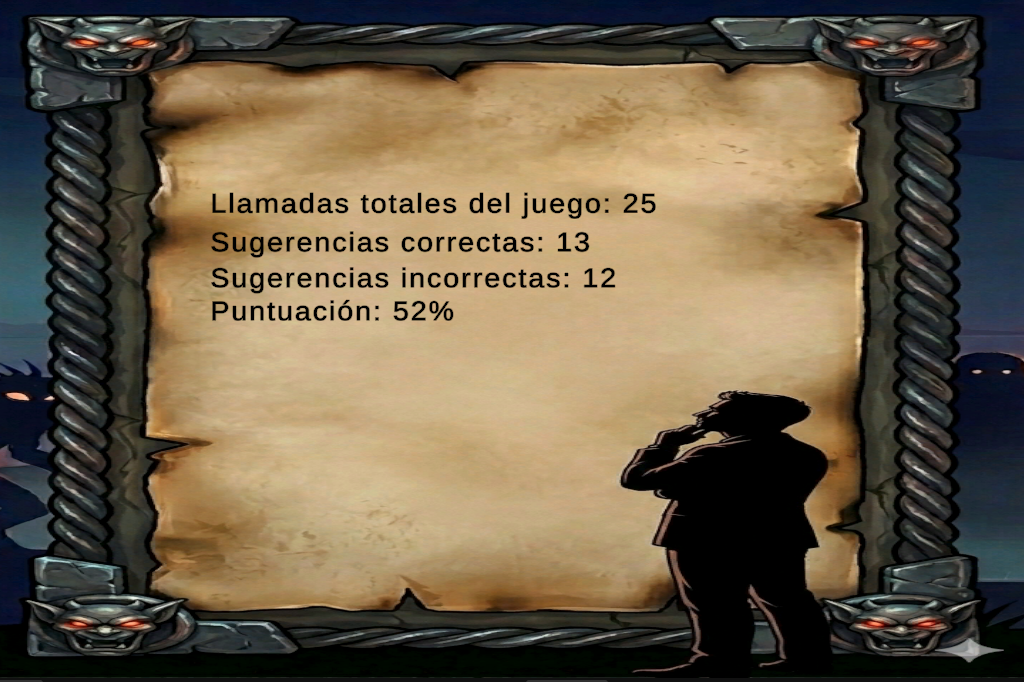 Llamadas totales del juego: 25
Sugerencias correctas: 13
Sugerencias incorrectas: 12
Puntuación: 52%